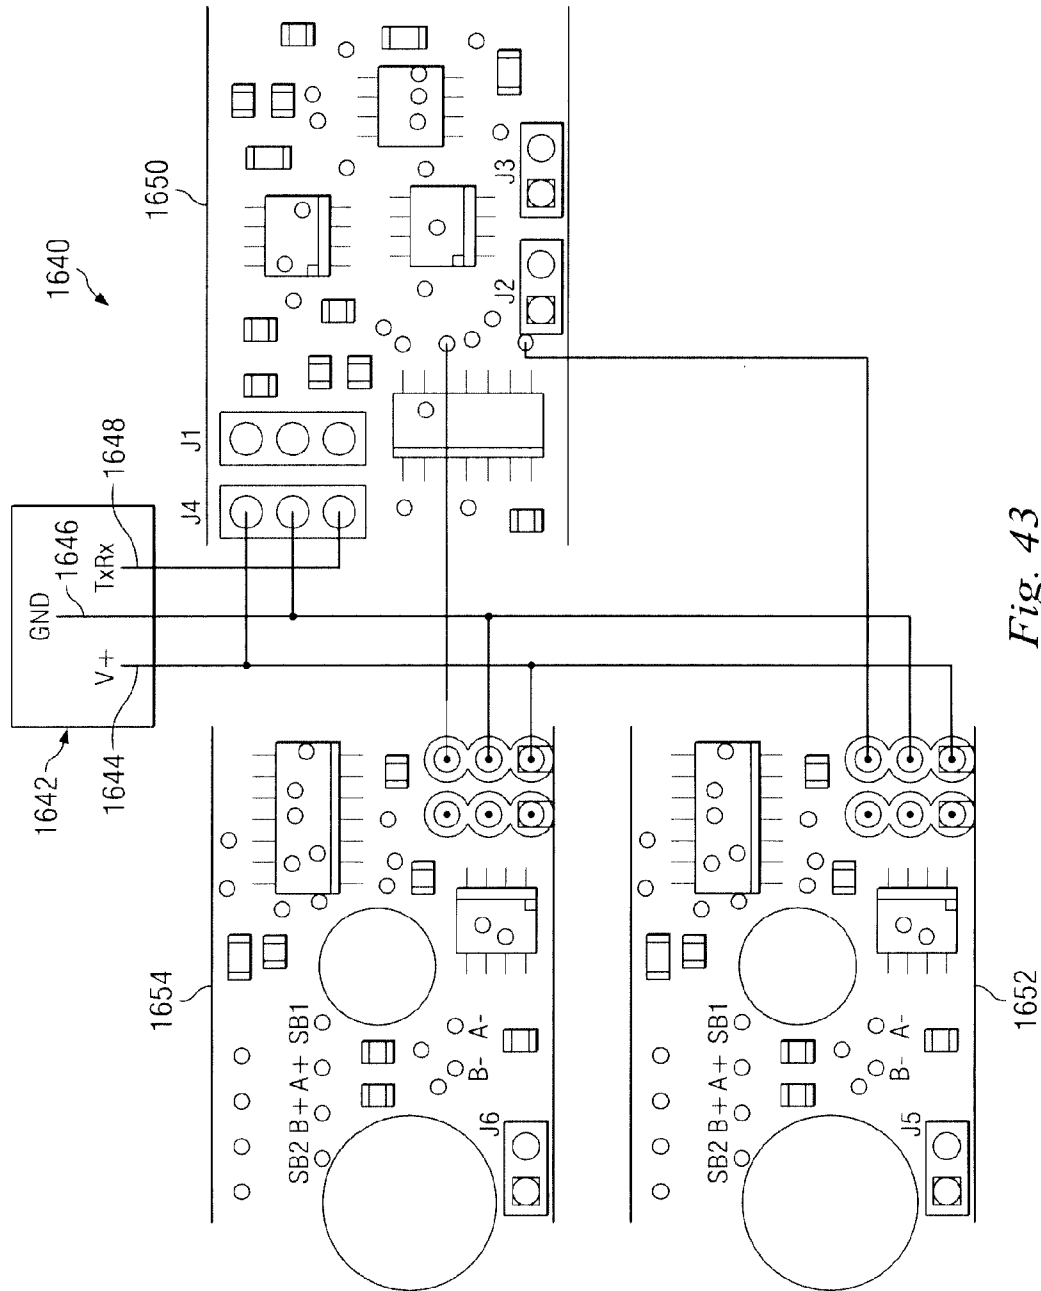 1640
1642
1644
V+
GND
TxRx
1646
1648
1650
J4
J1
J2
J3
1654
SB2 B+ A+ SB1
B- A-
J6
1652
SB2 B+ A+ SB1
B- A-
J5
Fig. 43